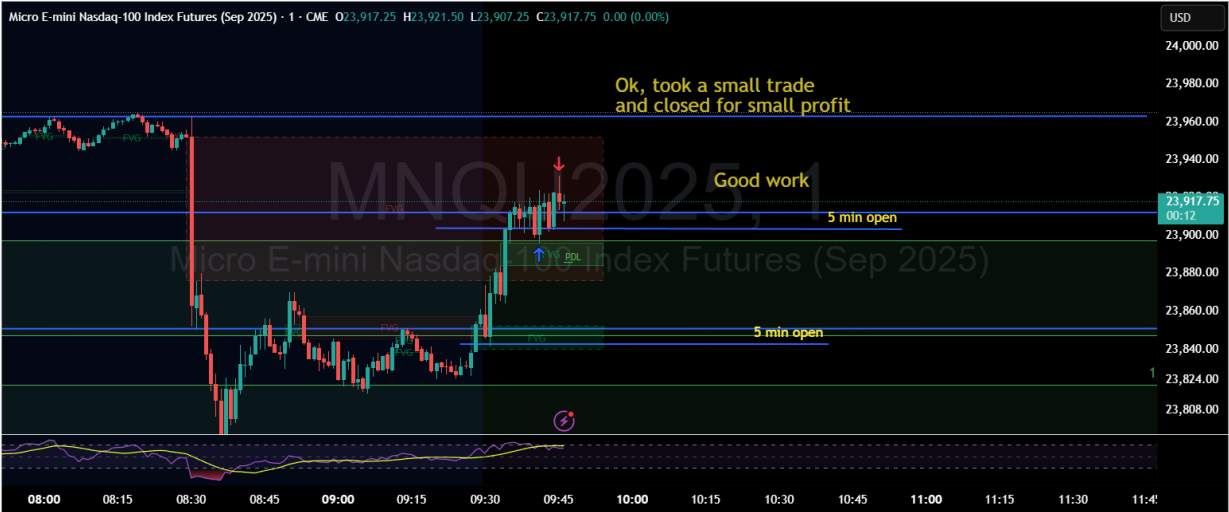 Micro E-mini Nasdaq-100 Index Futures (Sep 2025) · 1 · CME O23,917.25 H23,921.50 L23,907.25 C23,917.75 0.00 (0.00%)
USD
24,000.00
23,980.00
Ok, took a small trade
and closed for small profit
23,960.00
FVG
FVG
23,940.00
Good work
23,917.75
00:12
FVG
5 min open
23,900.00
FVG PDL
Micro E-mini Nasdaq-100 Index Futures (Sep 2025)
23,880.00
23,860.00
FVG
FVG
5 min open
FVG
FVG
23,840.00
1
23,824.00
23,808.00
08:00 08:15 08:30 08:45 09:00 09:15 09:30 09:45 10:00 10:15 10:30 10:45 11:00 11:15 11:30